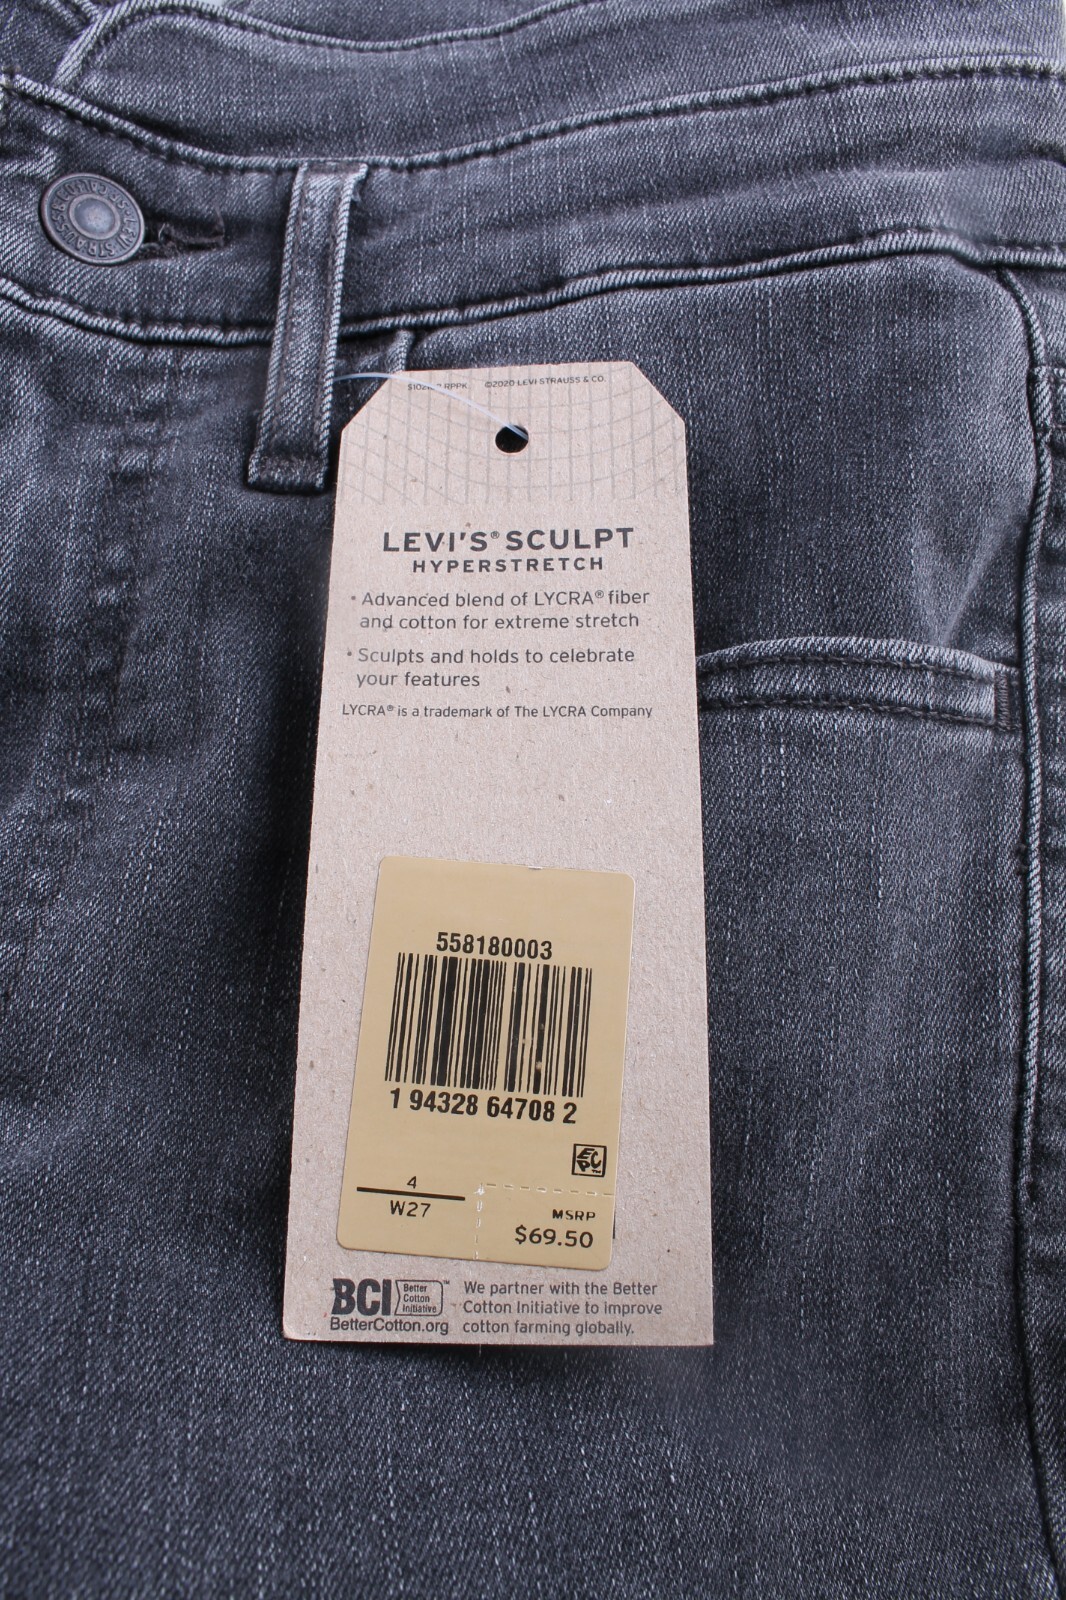 ©2020 LEVI STRAUSS & CO.
LEVI'S® SCULPT
HYPERSTRETCH
• Advanced blend of LYCRA® fiber
and cotton for extreme stretch
• Sculpts and holds to celebrate
your features
LYCRA® is a trademark of The LYCRA Company
558180003
1 94328 64708 2
EPC
4
W27
MSRP
$69.50
BCI Better Cotton Initiative™
BetterCotton.org
We partner with the Better
Cotton Initiative to improve
cotton farming globally.